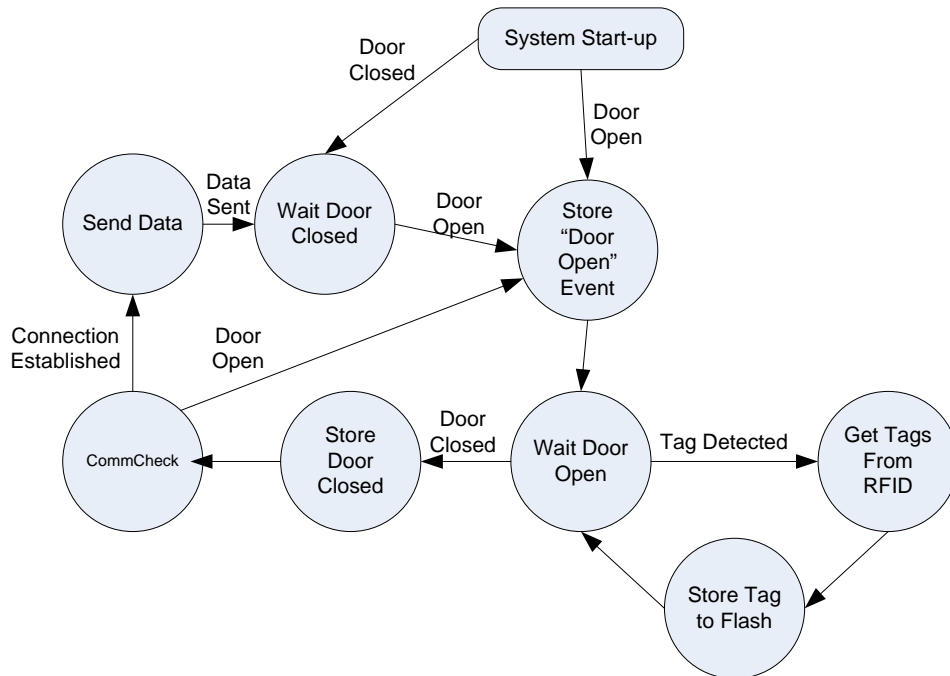 System Start-up
Door
Closed
Door
Open
Send Data
Data
Sent
Wait Door
Closed
Door
Open
Store
“Door
Open”
Event
Connection
Established
Door
Open
CommCheck
Store
Door
Closed
Door
Closed
Wait Door
Open
Tag Detected
Get Tags
From
RFID
Store Tag
to Flash